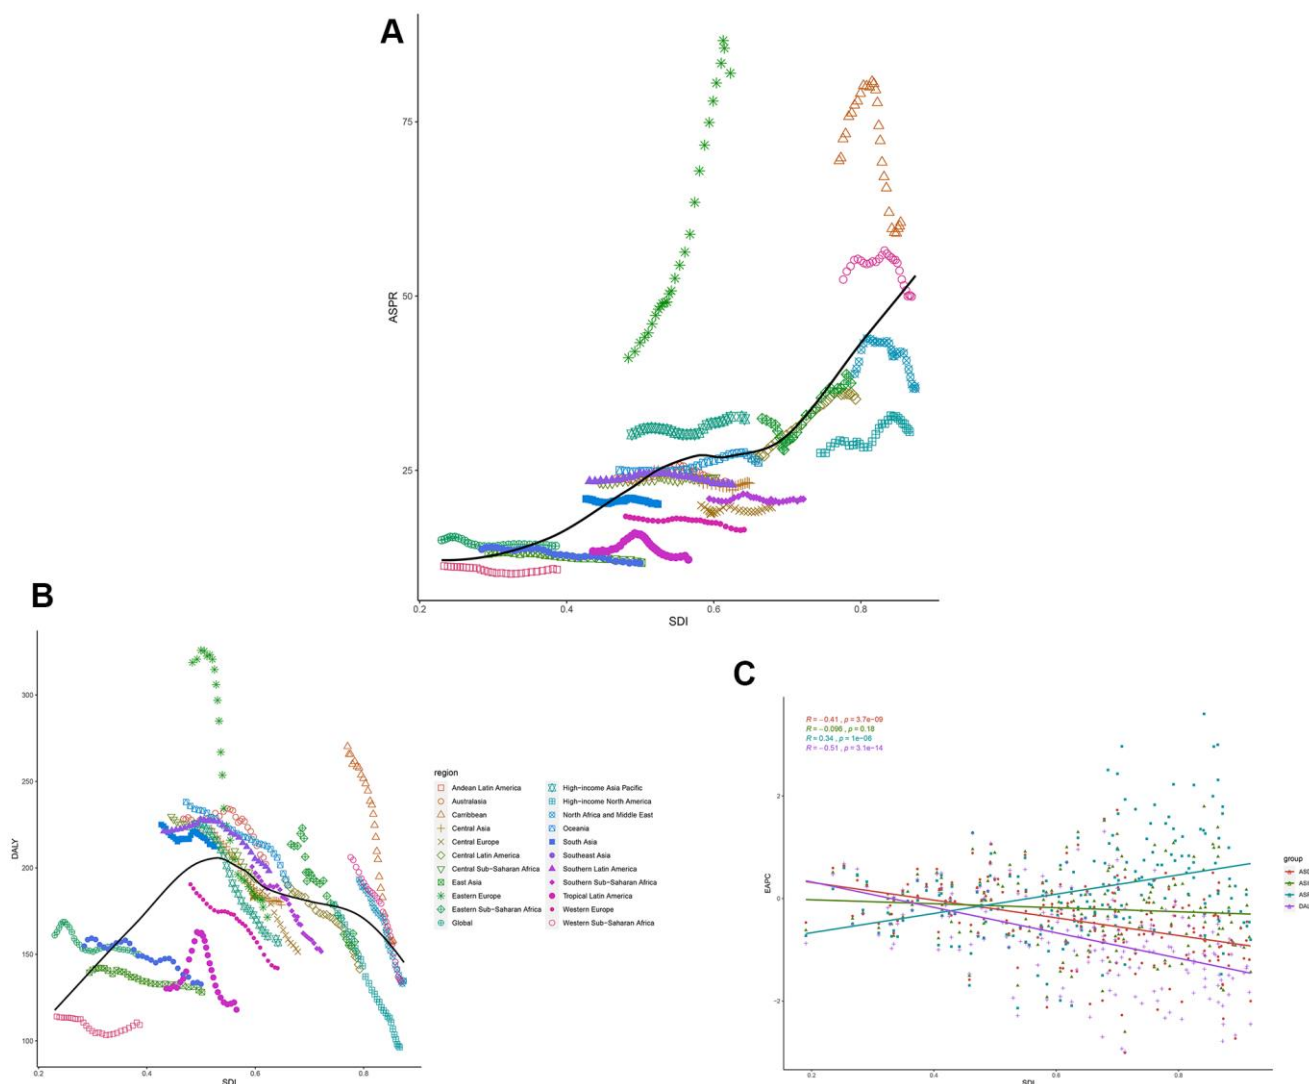 A
75
50
25
ASPR
0.2 0.4 0.6 0.8
SDI
B
300
250
200
150
100
DALY
0.2 0.4 0.6 0.8
SDI
region
Andean Latin America
Australasia
Caribbean
Central Asia
Central Europe
Central Latin America
Central Sub-Saharan Africa
East Asia
Eastern Europe
Eastern Sub-Saharan Africa
Global
High-income Asia Pacific
High-income North America
North Africa and Middle East
Oceania
South Asia
Southeast Asia
Southern Latin America
Southern Sub-Saharan Africa
Tropical Latin America
Western Europe
Western Sub-Saharan Africa
C
R = -0.41 , p = 3.7e-09
R = -0.096 , p = 0.18
R = 0.34 , p = 1e-06
R = -0.51 , p = 3.1e-14
2
0
-2
EAPC
0.2 0.4 0.6 0.8
SDI
group
DAL